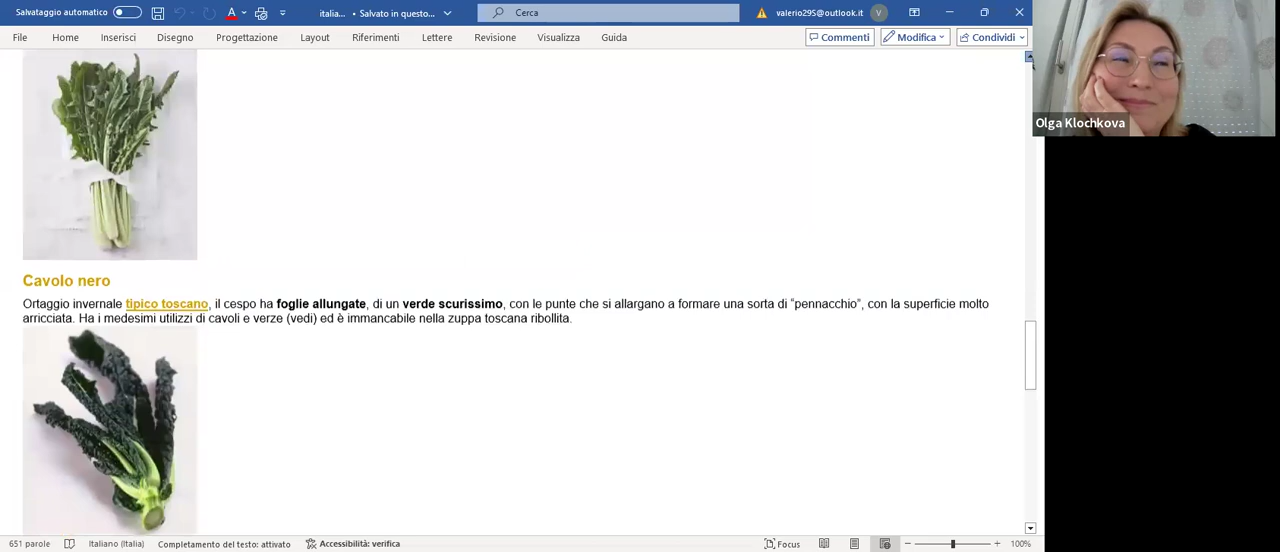 Salvataggio automatico
A
italia... • Salvato in questo...
Cerca
valerio295@outlook.it
V
File Home Inserisci Disegno Progettazione Layout Riferimenti Lettere Revisione Visualizza Guida
Commenti Modifica Condividi
Olga Klochkova
Cavolo nero
Ortaggio invernale tipico toscano, il cespo ha foglie allungate, di un verde scurissimo, con le punte che si allargano a formare una sorta di “pennacchio”, con la superficie molto
arricciata. Ha i medesimi utilizzi di cavoli e verze (vedi) ed è immancabile nella zuppa toscana ribollita.
651 parole Italiano (Italia) Completamento del testo: attivato Accessibilità: verifica Focus 100%